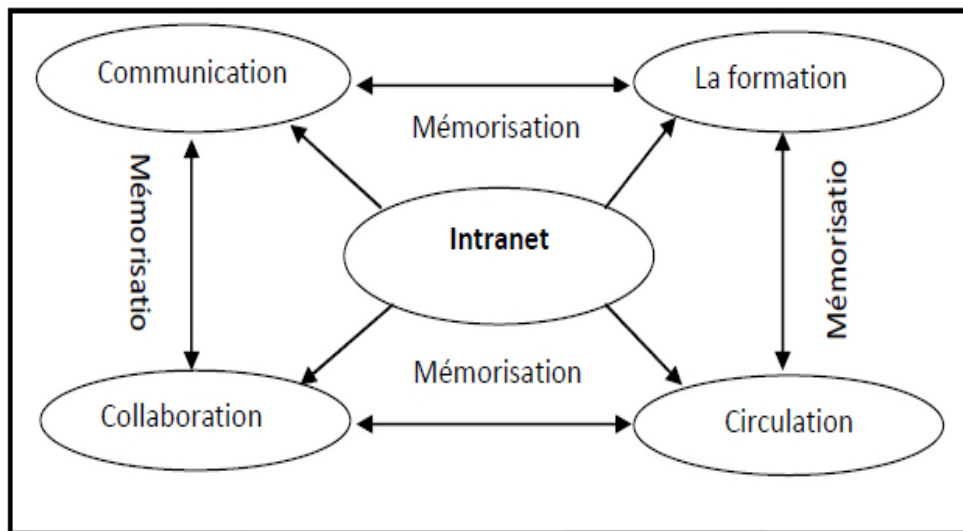 Communication
La formation
Mémorisation
Mémorisatio
Intranet
Mémorisatio
Mémorisation
Collaboration
Circulation